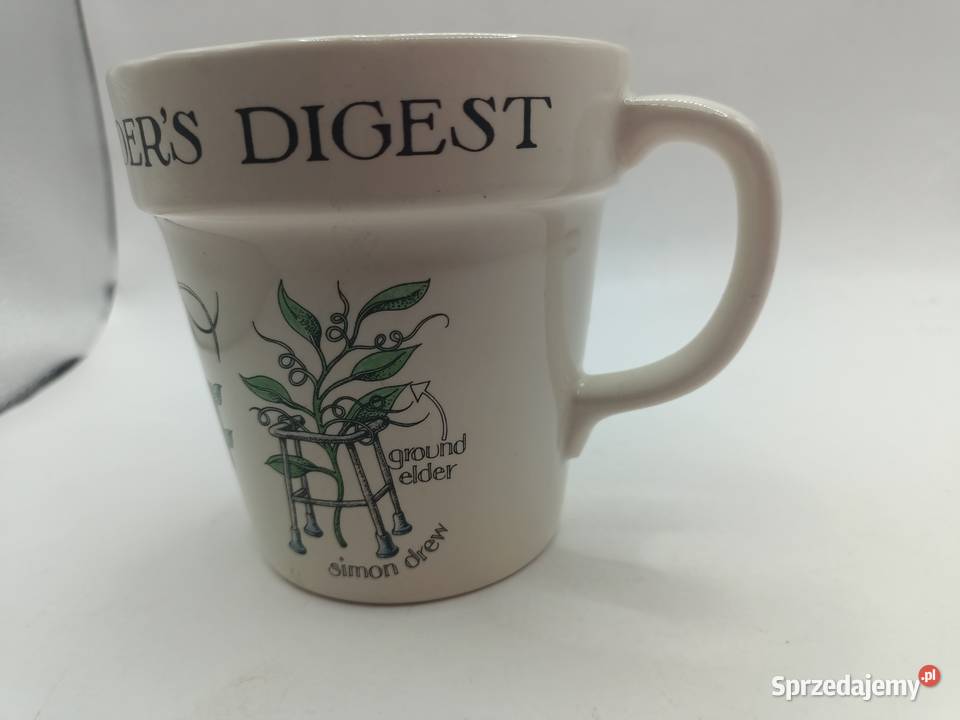 DER'S DIGEST
ground
elder
simon drew
Sprzedajemy.pl